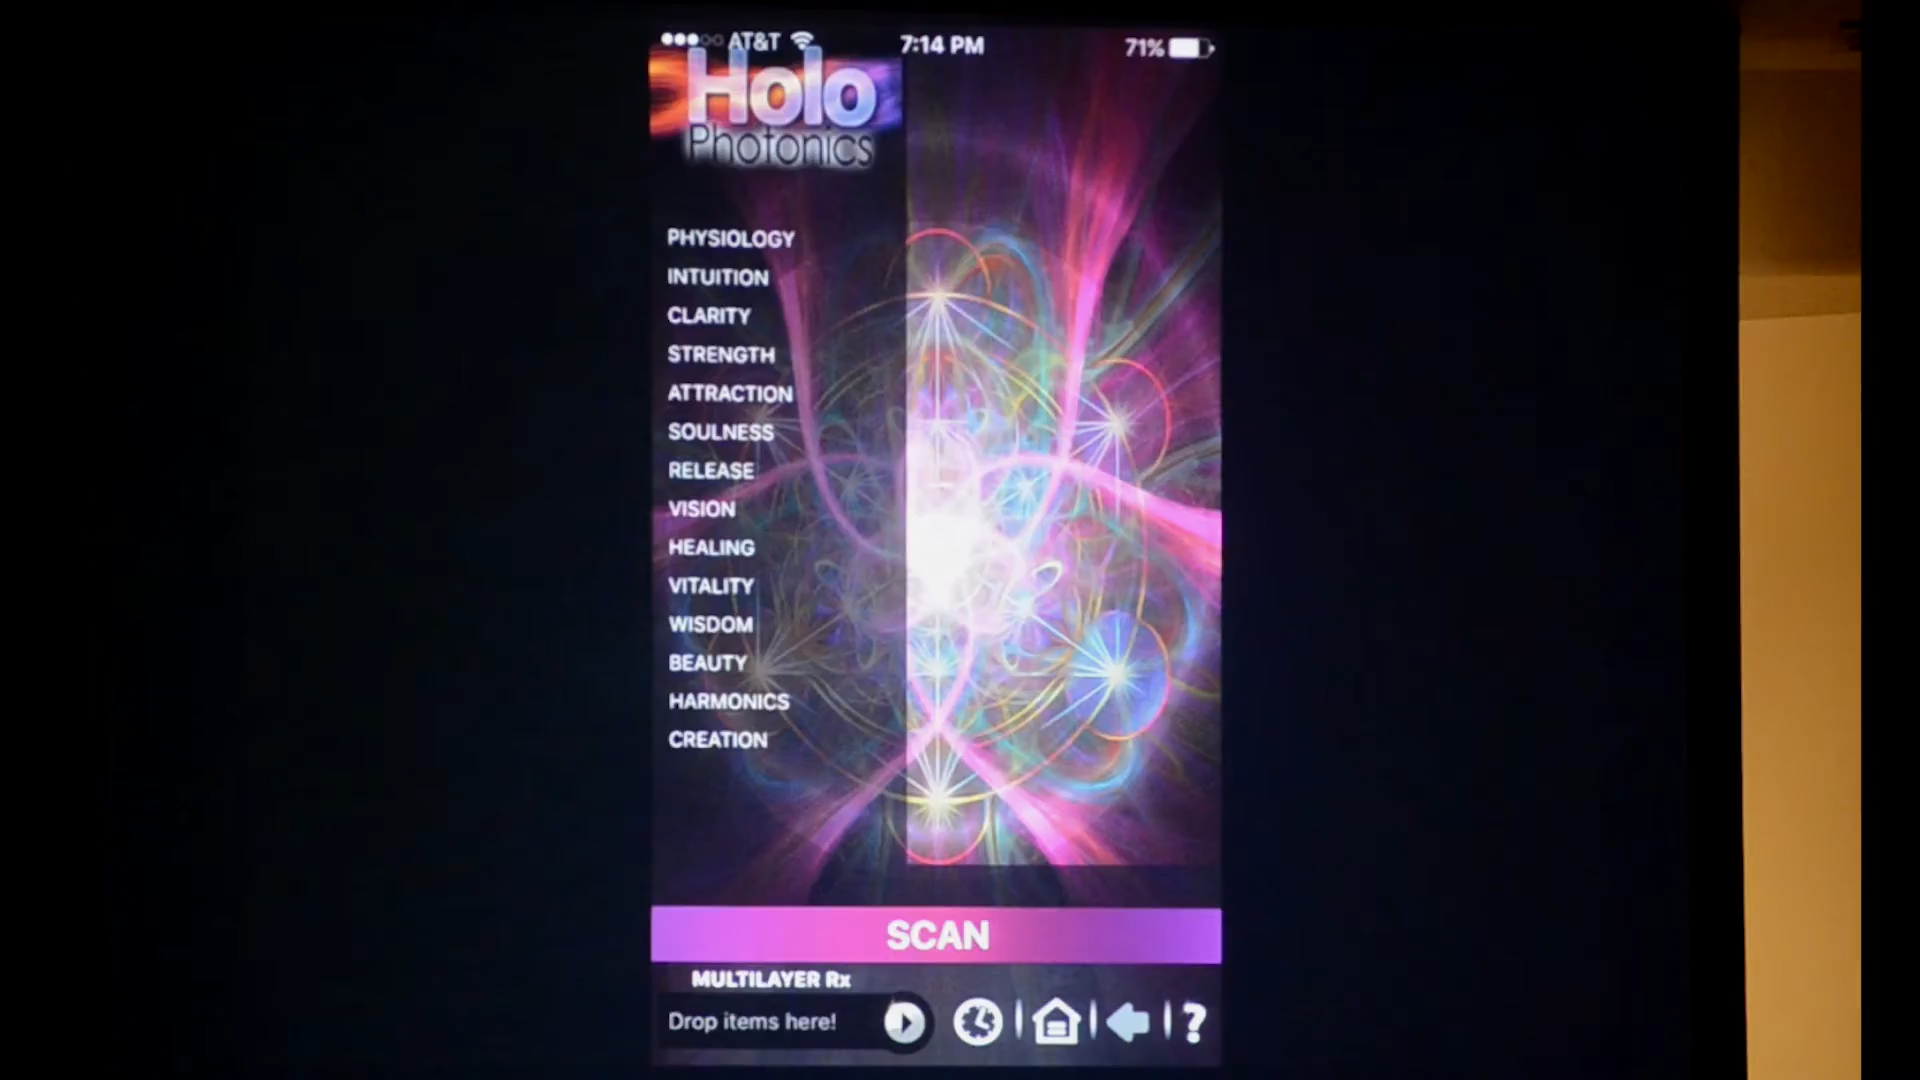 AT&T 7:14 PM 71%
Holo
Photonics
PHYSIOLOGY
INTUITION
CLARITY
STRENGTH
ATTRACTION
SOULNESS
RELEASE
VISION
HEALING
VITALITY
WISDOM
BEAUTY
HARMONICS
CREATION
SCAN
MULTILAYER Rx
Drop items here!
?